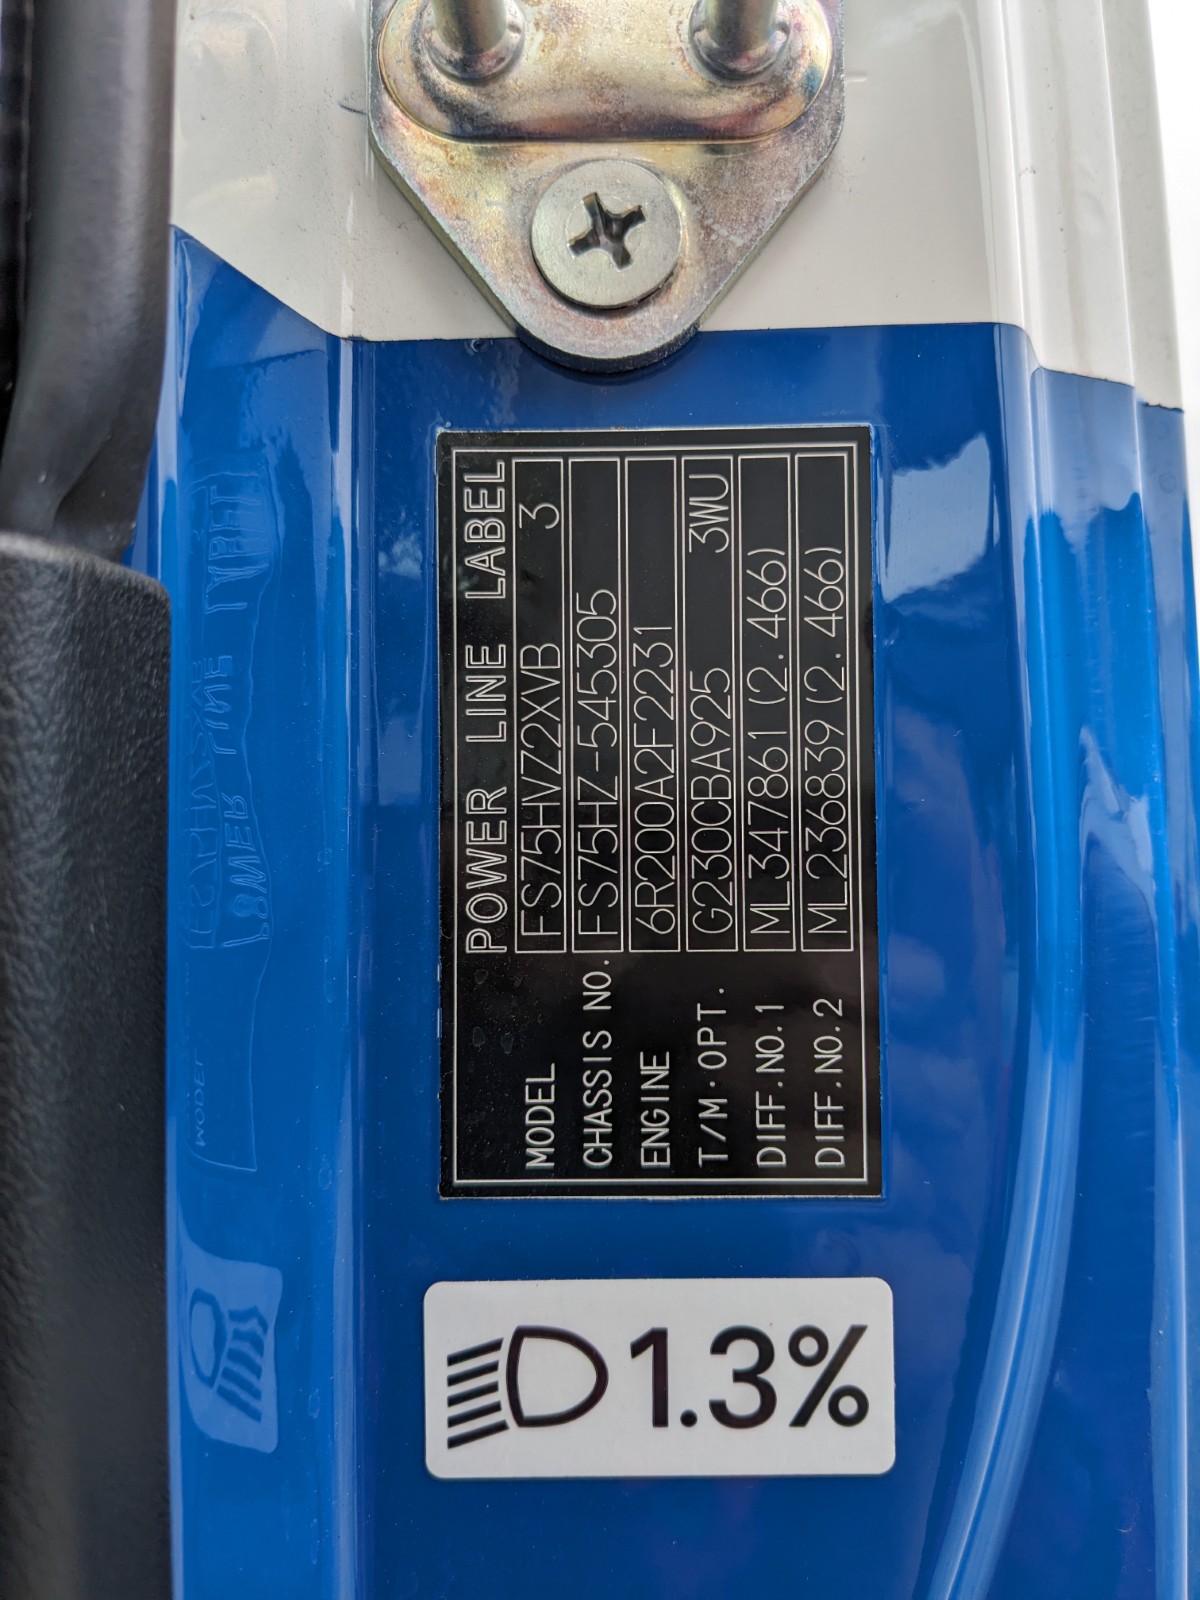 POWER LINE LABEL
MODEL FS75HVZ2XVB 3
CHASSIS NO. FS75HZ-545305
ENGINE 6R200A2F2231
T/M·OPT. G230CBA925 3WU
DIFF.NO.1 ML347861(2.466)
DIFF.NO.2 ML236839(2.466)
1.3%